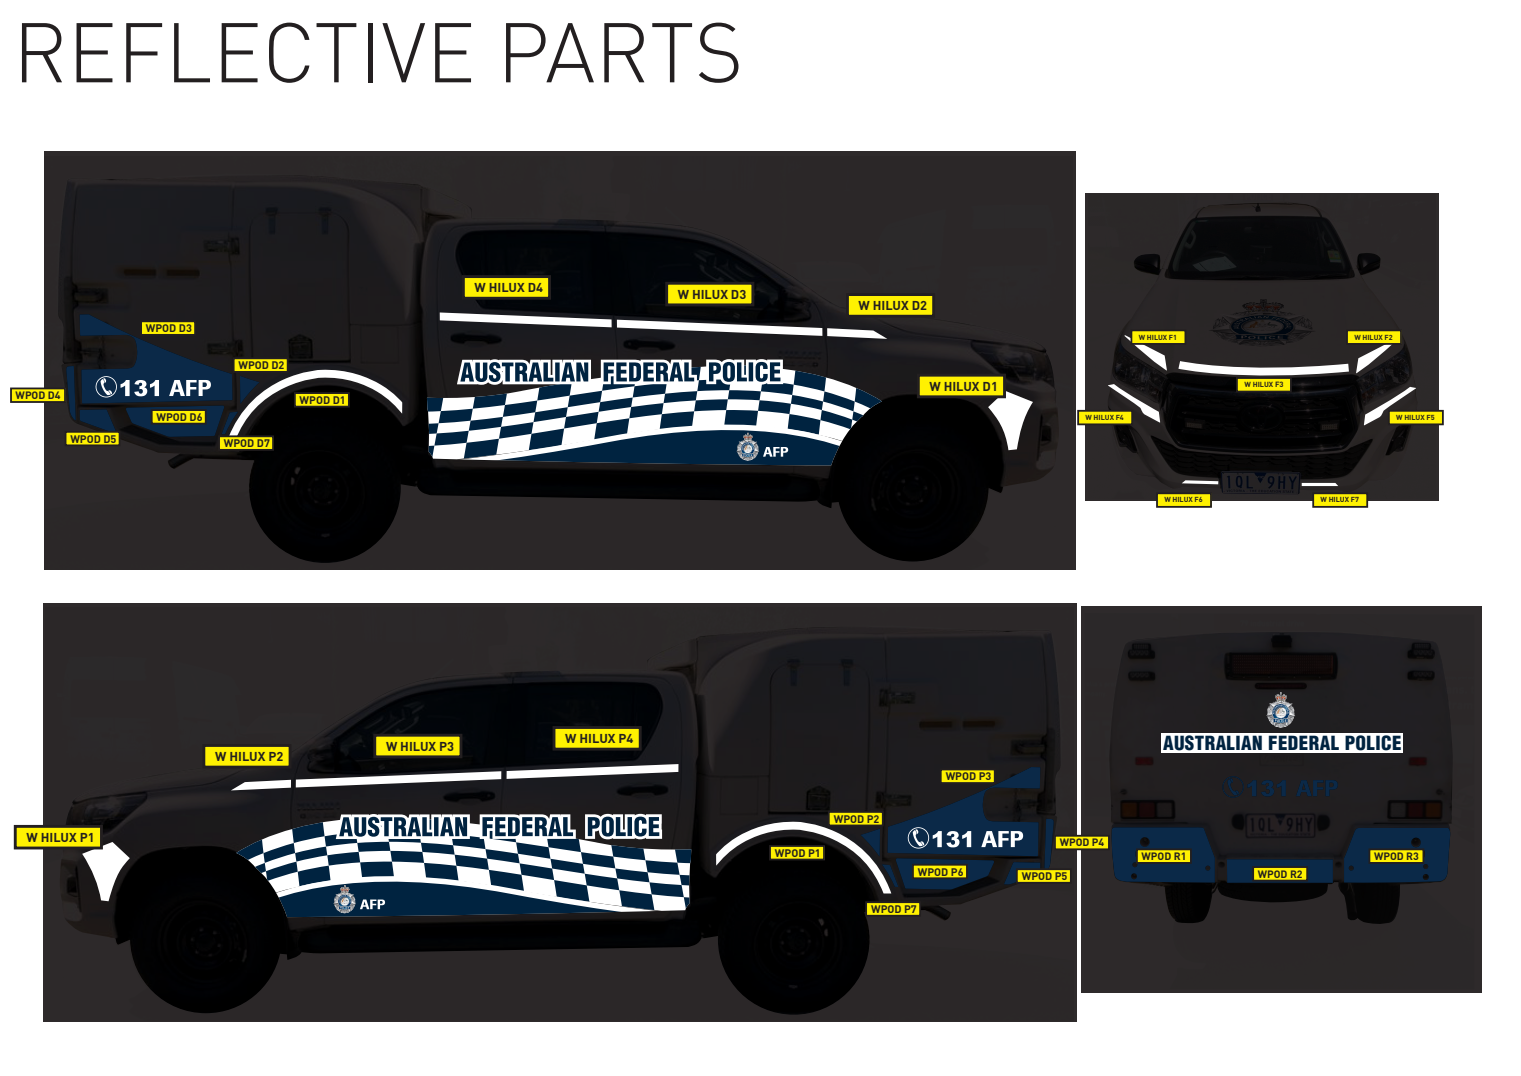 REFLECTIVE PARTS
W HILUX D4
W HILUX D3
W HILUX D2
WPOD D3
WPOD D2
WPOD D4
131 AFP
WPOD D1
WPOD D6
WPOD D5
WPOD D7
AUSTRALIAN FEDERAL POLICE
W HILUX D1
AFP
W HILUX F1
W HILUX F2
W HILUX F3
W HILUX F4
W HILUX F5
1QL 9HY
W HILUX F6
W HILUX F7
W HILUX P2
W HILUX P3
W HILUX P4
WPOD P3
W HILUX P1
AUSTRALIAN FEDERAL POLICE
WPOD P2
WPOD P1
131 AFP
WPOD P4
WPOD P6
WPOD P5
WPOD P7
AFP
AUSTRALIAN FEDERAL POLICE
131 AFP
1QL 9HY
WPOD R1
WPOD R2
WPOD R3